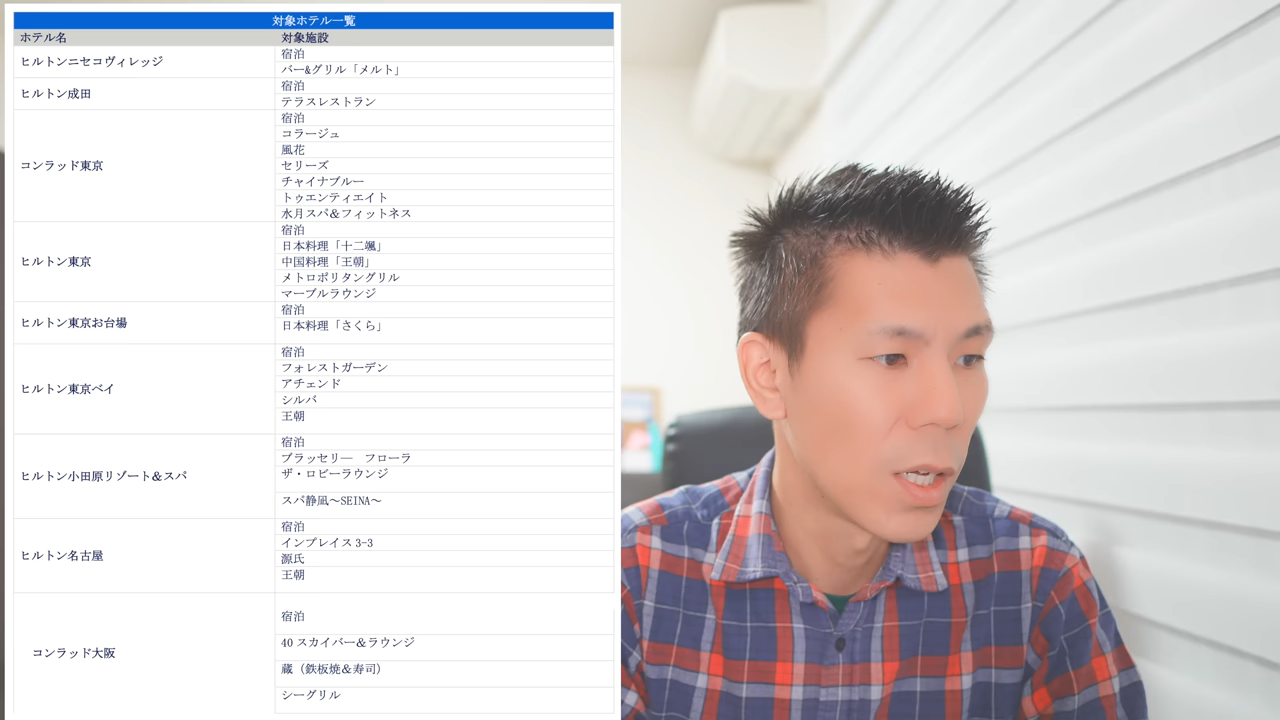 対象ホテル一覧
ホテル名 対象施設
ヒルトンニセコヴィレッジ
宿泊
バー&グリル「メルト」
ヒルトン成田
宿泊
テラスレストラン
コンラッド東京
宿泊
コラージュ
風花
セリーズ
チャイナブルー
トゥエンティエイト
水月スパ&フィットネス
ヒルトン東京
宿泊
日本料理「十二颯」
中国料理「王朝」
メトロポリタングリル
マーブルラウンジ
ヒルトン東京お台場
宿泊
日本料理「さくら」
ヒルトン東京ベイ
宿泊
フォレストガーデン
アチェンド
シルバ
王朝
ヒルトン小田原リゾート&スパ
宿泊
ブラッセリ― フローラ
ザ・ロビーラウンジ
スパ静凪~SEINA~
ヒルトン名古屋
宿泊
インプレイス 3-3
源氏
王朝
コンラッド大阪
宿泊
40 スカイバー&ラウンジ
蔵（鉄板焼&寿司）
シーグリル